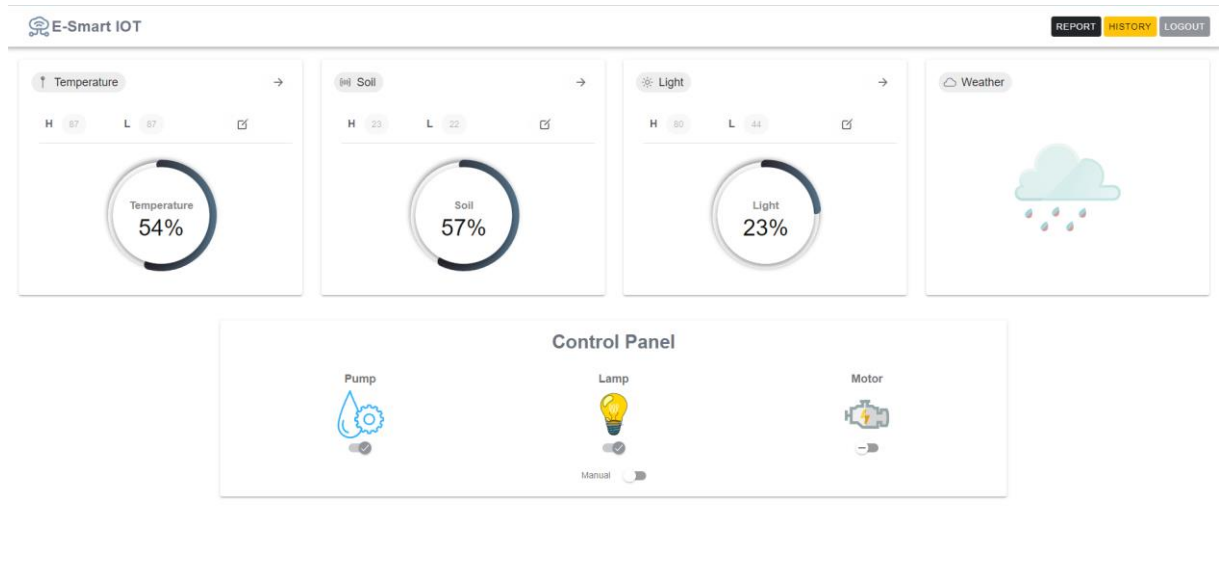 E-Smart IOT
REPORT HISTORY LOGOUT
Temperature
H 87 L 87
Temperature
54%
Soil
H 23 L 22
Soil
57%
Light
H 80 L 44
Light
23%
Weather
Control Panel
Pump
Lamp
Motor
Manual